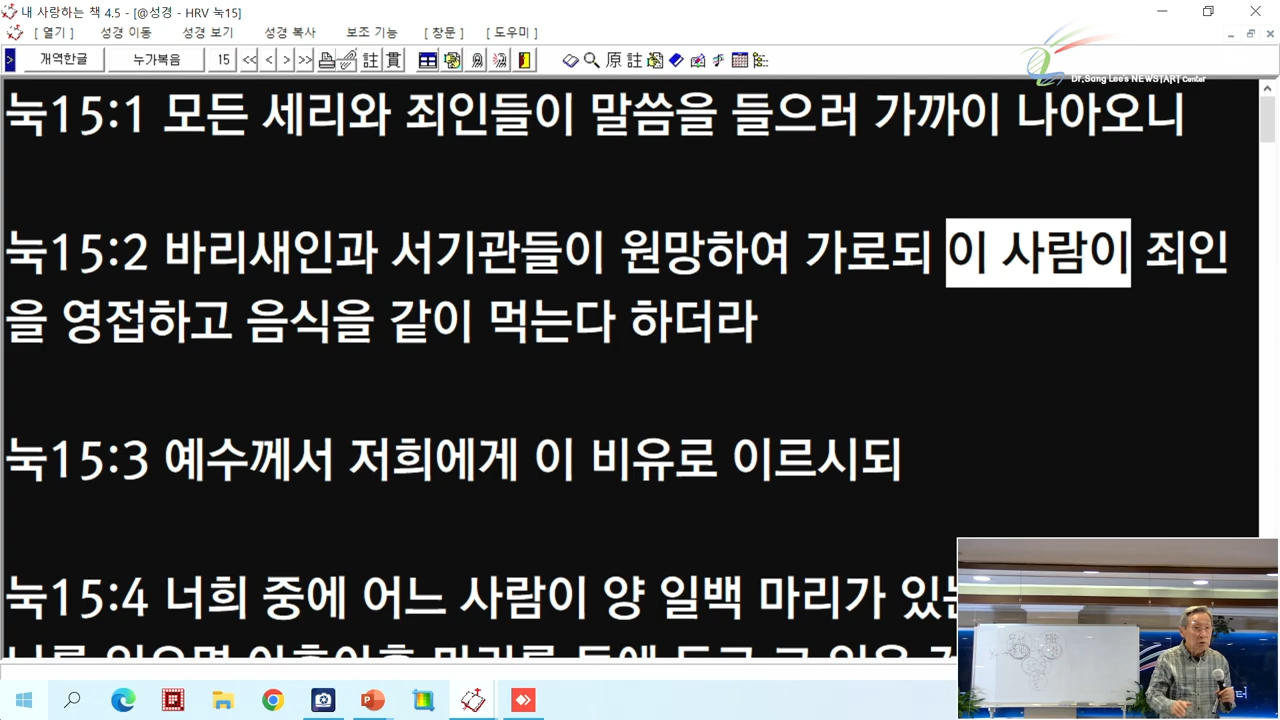 내 사랑하는 책 4.5 - [@성경 - HRV 눅15]
[ 열기 ] 성경 이동 성경 보기 성경 복사 보조 기능 [ 창문 ] [ 도우미 ]
개역한글 누가복음 15 << < > >> 註 貫 原 註
Dr.Sang Lee's NEWSTART Center
눅15:1 모든 세리와 죄인들이 말씀을 들으러 가까이 나아오니
눅15:2 바리새인과 서기관들이 원망하여 가로되 이 사람이 죄인
을 영접하고 음식을 같이 먹는다 하더라
눅15:3 예수께서 저희에게 이 비유로 이르시되
눅15:4 너희 중에 어느 사람이 양 일백 마리가